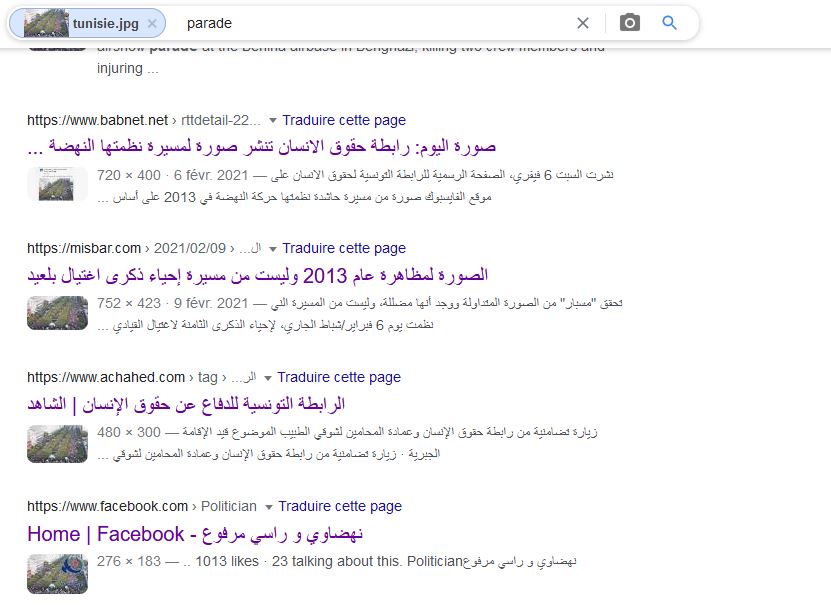 tunisie.jpg × parade
airshow parade at the Benina airbase in Benghazi, killing two crew members and
injuring ...
https://www.babnet.net › rttdetail-22... Traduire cette page
صورة اليوم: رابطة حقوق الانسان تنشر صورة لمسيرة نظمتها النهضة ...
720 × 400 · 6 févr. 2021 — نشرت السبت 6 فيفري، الصفحة الرسمية للرابطة التونسية لحقوق الانسان على
موقع الفايسبوك صورة من مسيرة حاشدة نظمتها حركة النهضة في 2013 على أساس ...
https://misbar.com › 2021/02/09 › ال... Traduire cette page
الصورة لمظاهرة عام 2013 وليست من مسيرة إحياء ذكرى اغتيال بلعيد
752 × 423 · 9 févr. 2021 — تحقق "مسبار" من الصورة المتداولة ووجد أنها مضللة، وليست من المسيرة التي
نظمت يوم 6 فبراير/شباط الجاري، لإحياء الذكرى الثامنة لاغتيال القيادي ...
https://www.achahed.com › tag › الر... Traduire cette page
الرابطة التونسية للدفاع عن حقوق الإنسان | الشاهد
480 × 300 — زيارة تضامنية من رابطة حقوق الإنسان وعمادة المحامين لشوقي الطبيب الموضوع قيد الإقامة
الجبرية · زيارة تضامنية من رابطة حقوق الإنسان وعمادة المحامين لشوقي ...
https://www.facebook.com › Politician Traduire cette page
Home | Facebook - نهضاوي و راسي مرفوع
276 × 183 — .. 1013 likes · 23 talking about this. Politicianنهضاوي و راسي مرفوع